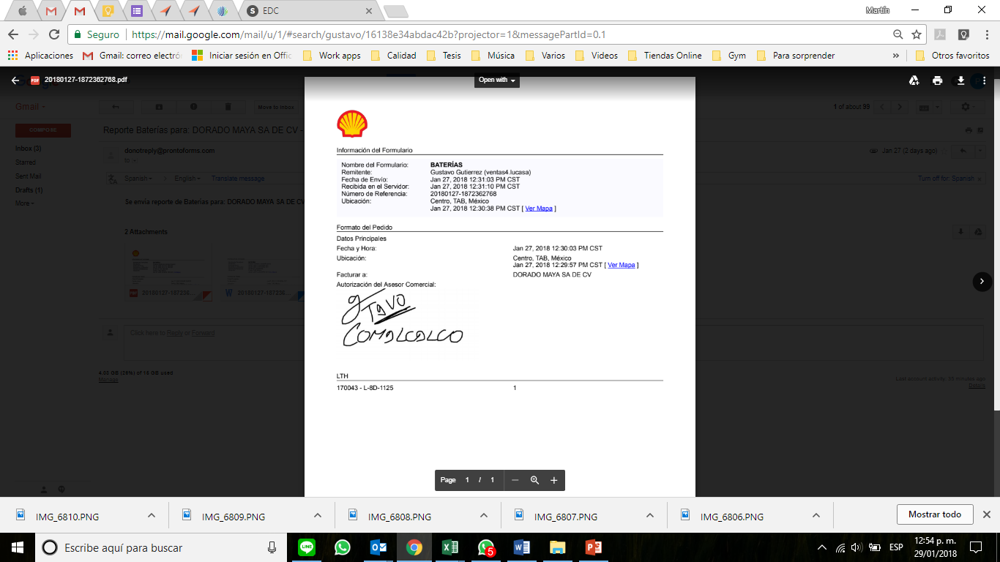 EDC
Martín
Seguro https://mail.google.com/mail/u/1/#search/gustavo/16138e34abdac42b?projector=1&messagePartId=0.1
Aplicaciones Gmail: correo electró Iniciar sesión en Offic Work apps Calidad Tesis Música Varios Videos Tiendas Online Gym Para sorprender » Otros favoritos
PDF 20180127-1872362768.pdf Open with
Gmail Move to Inbox 1 of about 99
COMPOSE
Reporte Baterías para: DORADO MAYA SA DE CV -
Inbox (3)
Starred
Sent Mail
Drafts (1)
More
donotreply@prontoforms.com Jan 27 (2 days ago)
to
Spanish > English Translate message Turn off for: Spanish x
Se envía reporte de Baterías para: DORADO MAYA SA DE CV
2 Attachments
PDF 20180127-18736...
W 20180127-18723...
Click here to Reply or Forward
4.53 GB (29%) of 15 GB used
Manage
Last account activity: 30 minutes ago
Details
Información del Formulario
Nombre del Formulario: BATERÍAS
Remitente: Gustavo Gutierrez (ventas4.lucasa)
Fecha de Envío: Jan 27, 2018 12:31:03 PM CST
Recibida en el Servidor: Jan 27, 2018 12:31:10 PM CST
Número de Referencia: 20180127-1872362768
Ubicación: Centro, TAB, México
Jan 27, 2018 12:30:38 PM CST [ Ver Mapa ]
Formato del Pedido
Datos Principales
Fecha y Hora: Jan 27, 2018 12:30:03 PM CST
Ubicación: Centro, TAB, México
Jan 27, 2018 12:29:57 PM CST [ Ver Mapa ]
Facturar a: DORADO MAYA SA DE CV
Autorización del Asesor Comercial:
COMALCALCO
LTH
170043 - L-8D-1125 1
Page 1 / 1
IMG_6810.PNG IMG_6809.PNG IMG_6808.PNG IMG_6807.PNG IMG_6806.PNG Mostrar todo
Escribe aquí para buscar LINE 5 ESP 12:54 p. m.
29/01/2018